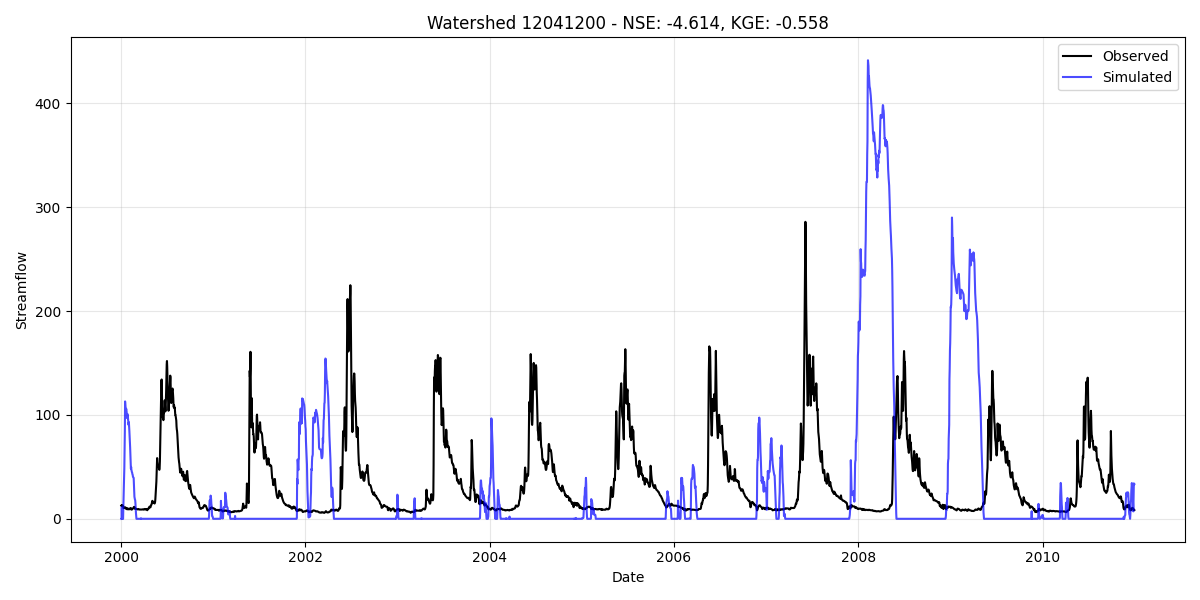 Watershed 12041200 - NSE: -4.614, KGE: -0.558
Observed
Simulated
Streamflow
400
300
200
100
0
2000 2002 2004 2006 2008 2010
Date